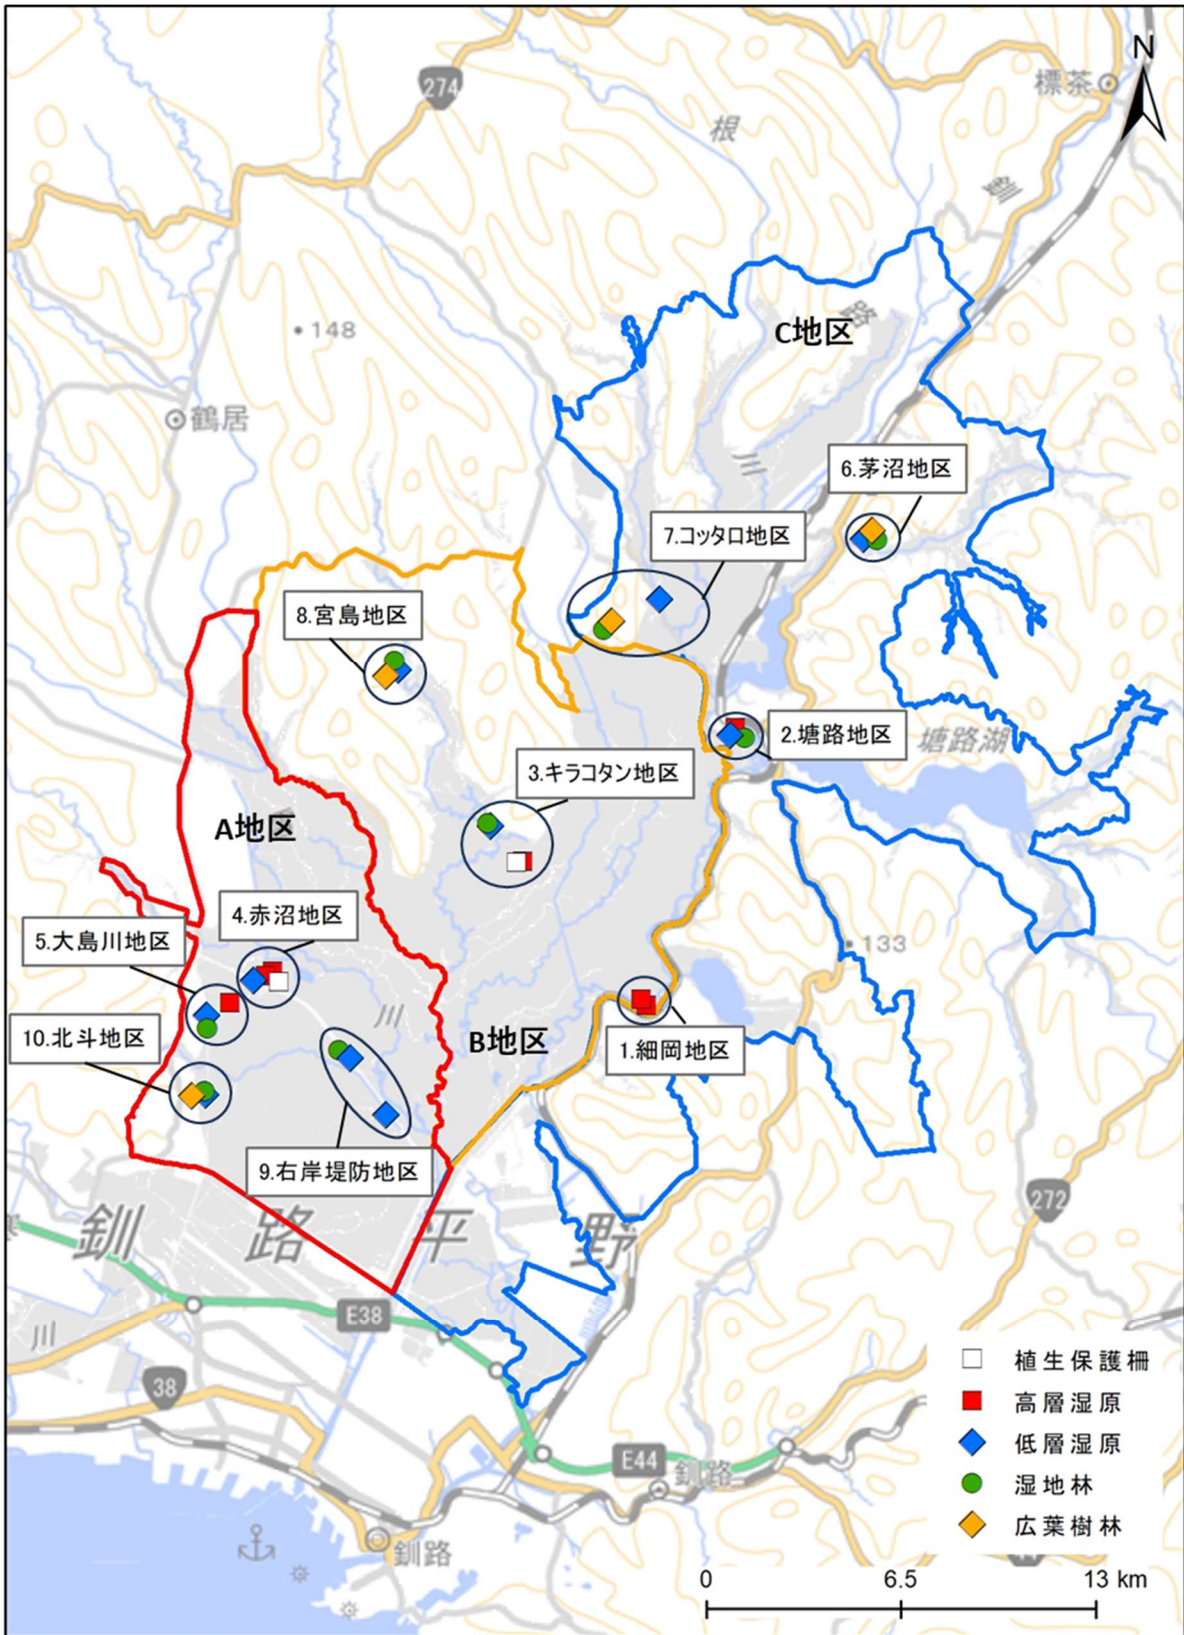 N
274
標茶
根
釧
148
路
C地区
鶴居
6.茅沼地区
川
7.コッタロ地区
8.宮島地区
2.塘路地区
塘路湖
3.キラコタン地区
A地区
4.赤沼地区
133
5.大島川地区
川
10.北斗地区
B地区
1.細岡地区
9.右岸堤防地区
272
釧路平野
E38
川
38
植生保護柵
高層湿原
低層湿原
湿地林
広葉樹林
E44
釧路
釧路
0 6.5 13 km